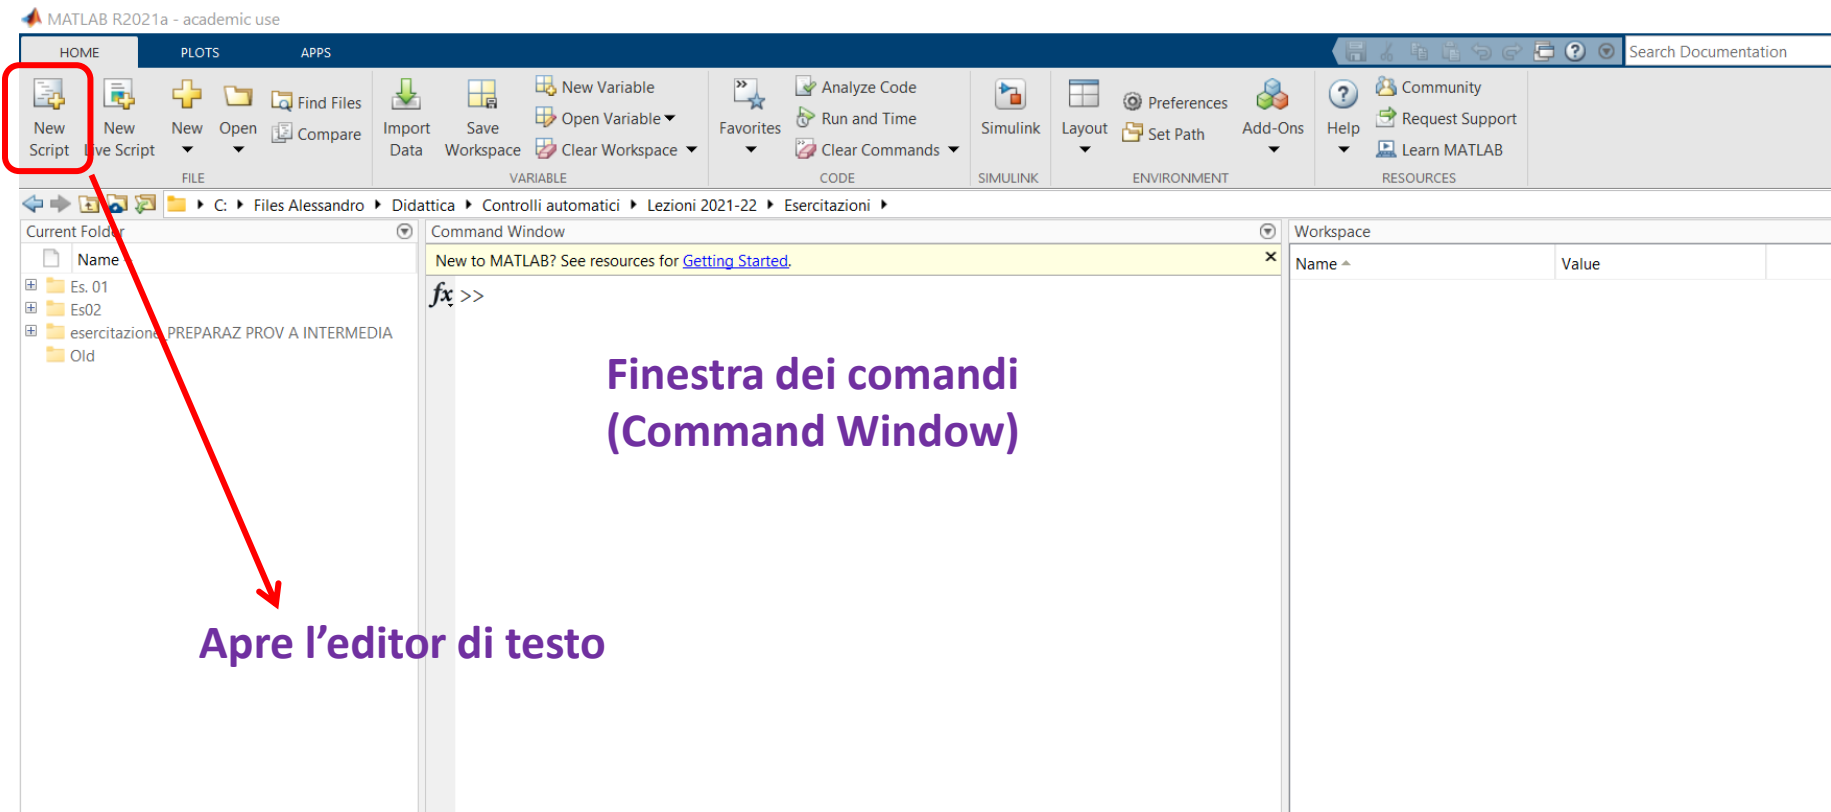 MATLAB R2021a - academic use
HOME PLOTS APPS
Search Documentation
New Script
New Live Script
New
Open
Find Files
Compare
Import Data
Save Workspace
New Variable
Open Variable
Clear Workspace
Favorites
Analyze Code
Run and Time
Clear Commands
Simulink
Layout
Preferences
Set Path
Add-Ons
Help
Community
Request Support
Learn MATLAB
FILE VARIABLE CODE SIMULINK ENVIRONMENT RESOURCES
C: Files Alessandro Didattica Controlli automatici Lezioni 2021-22 Esercitazioni
Current Folder
Name
Es. 01
Es02
esercitazione PREPARAZ PROV A INTERMEDIA
Old
Command Window
New to MATLAB? See resources for Getting Started.
fx >>
Workspace
Name Value
Finestra dei comandi
(Command Window)
Apre l’editor di testo